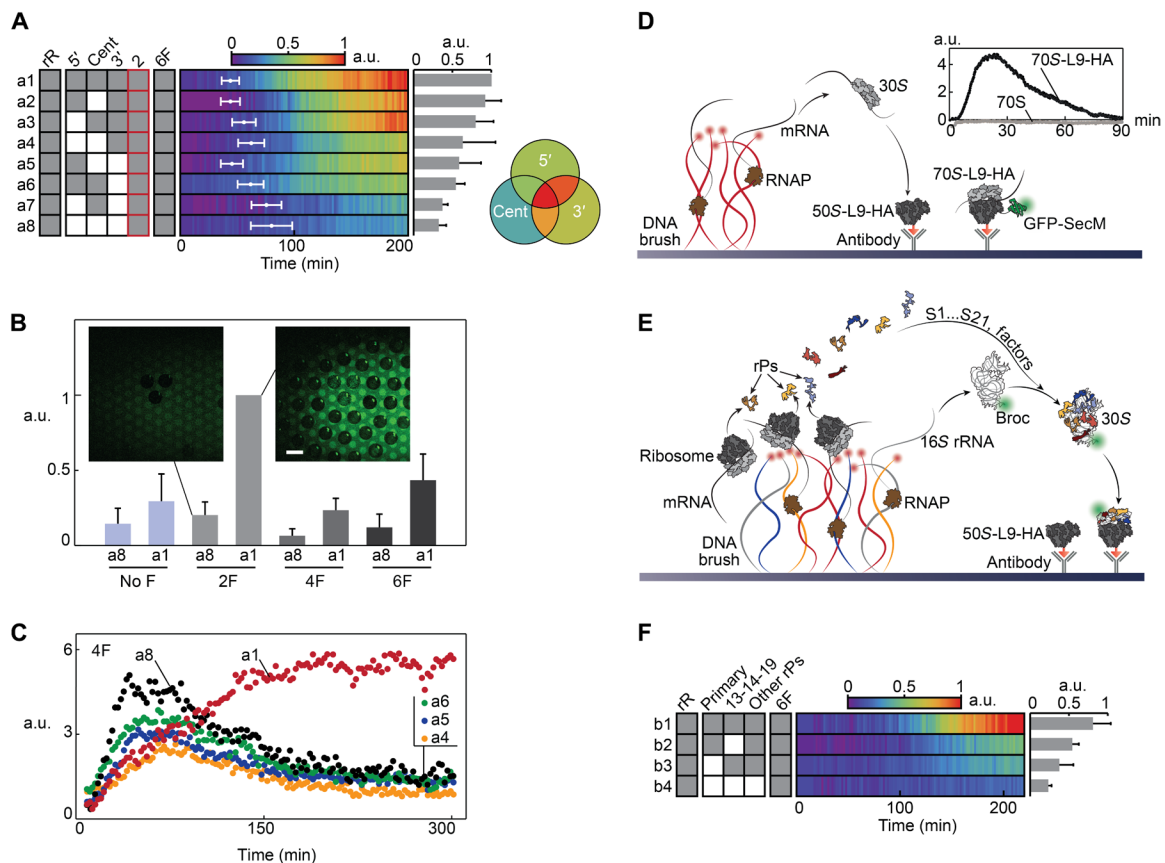 A
rR 5′ Cent 3′ 2 6F
0 0.5 1
a.u.
a.u.
0.5 1
a1
a2
a3
a4
a5
a6
a7
a8
0 100 200
Time (min)
5′
Cent 3′
B
a.u.
1
0.5
0
a8 a1 a8 a1 a8 a1 a8 a1
No F 2F 4F 6F
C
4F
a8 a1
a6
a5
a4
a.u.
6
3
0
150 300
Time (min)
D
a.u.
4
2
0
70S-L9-HA
70S
0 30 60 90
30S
mRNA
RNAP
DNA
brush
50S-L9-HA
Antibody
70S-L9-HA
GFP-SecM
E
S1...S21, factors
rPs
Broc
30S
16S rRNA
Ribosome
mRNA
RNAP
DNA
brush
50S-L9-HA
Antibody
F
rR Primary 13-14-19 Other rPs 6F
0 0.5 1
a.u.
a.u.
0 0.5 1
b1
b2
b3
b4
0 100 200
Time (min)